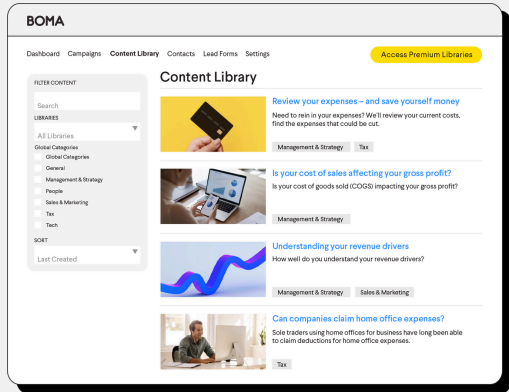 BOMA
Dashboard Campaigns Content Library Contacts Lead Forms Settings
Access Premium Libraries
FILTER CONTENT
Search
LIBRARIES
All Libraries
Global Categories
Global Catagories
General
Management & Strategy
People
Sales & Marketing
Tax
Tech
SORT
Last Created
Content Library
Review your expenses – and save yourself money
Need to rein in your expenses? We'll review your current costs,
find the expenses that could be cut.
Management & Strategy Tax
Is your cost of sales affecting your gross profit?
Is your cost of goods sold (COGS) impacting your gross profit?
Management & Strategy
Understanding your revenue drivers
How well do you understand your revenue drivers?
Management & Strategy Sales & Marketing
Can companies claim home office expenses?
Sole traders using home offices for business have long been able
to claim deductions for home office expenses.
Tax